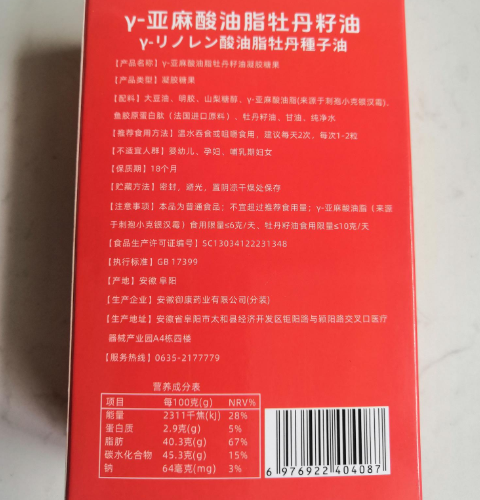 γ-亚麻酸油脂牡丹籽油
γ-リノレン酸油脂牡丹種子油
【产品名称】γ-亚麻酸油脂牡丹籽油凝胶糖果
【产品类型】凝胶糖果
【配料】大豆油、明胶、山梨糖醇、γ-亚麻酸油脂(来源于刺孢小克银汉霉)、
鱼胶原蛋白肽（法国进口原料）、牡丹籽油、甘油、纯净水
【推荐食用方法】温水吞食或咀嚼食用，建议每天2次，每次1-2粒
【不适宜人群】婴幼儿、孕妇、哺乳期妇女
【保质期】18个月
【贮藏方法】密封，避光，置阴凉干燥处保存
【注意事项】本品为普通食品；不宜超过推荐食用量；γ-亚麻酸油脂（来源
于刺孢小克银汉霉）食用限量≤6克/天，牡丹籽油食用限量≤10克/天
【食品生产许可证编号】SC13034122231348
【执行标准】GB 17399
【产地】安徽 阜阳
【生产企业】安徽御康药业有限公司(分装)
【生产地址】安徽省阜阳市太和县经济开发区钜阳路与颍阳路交叉口医疗
器械产业园A4栋四楼
【服务热线】0635-2177779
营养成分表
项目 每100克(g) NRV%
能量 2311千焦(kj) 28%
蛋白质 2.9克(g) 5%
脂肪 40.3克(g) 67%
碳水化合物 45.3克(g) 15%
钠 64毫克(mg) 3%
6 976922 404087